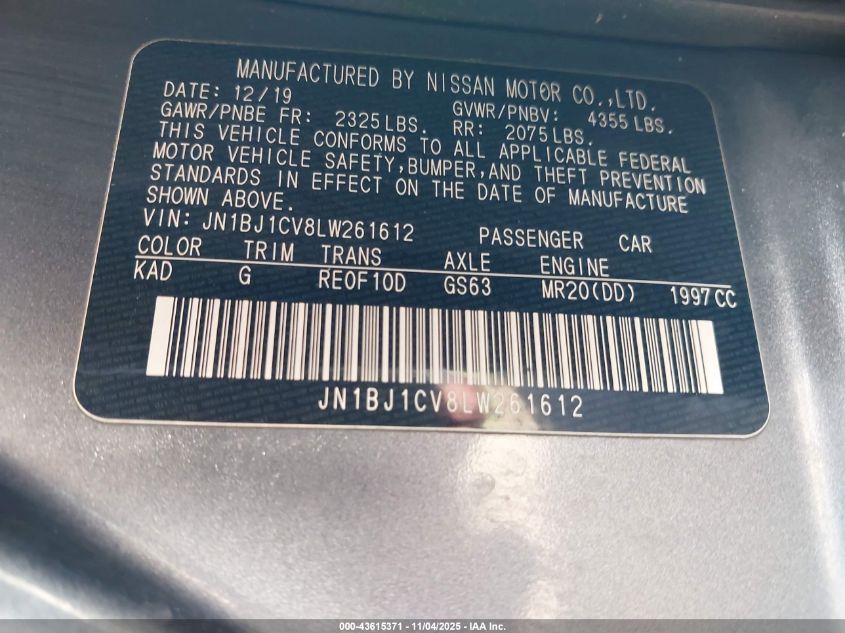 MANUFACTURED BY NISSAN MOTOR CO.,LTD.
DATE: 12/19
GAWR/PNBE FR: 2325LBS. GVWR/PNBV: 4355 LBS.
RR: 2075LBS.
THIS VEHICLE CONFORMS TO ALL APPLICABLE FEDERAL
MOTOR VEHICLE SAFETY,BUMPER,AND THEFT PREVENTION
STANDARDS IN EFFECT ON THE DATE OF MANUFACTURE
SHOWN ABOVE.
VIN: JN1BJ1CV8LW261612 PASSENGER CAR
COLOR TRIM TRANS AXLE ENGINE
KAD G RE0F10D GS63 MR20(DD) 1997CC
JN1BJ1CV8LW261612
000-43615371 - 11/04/2025 - IAA Inc.